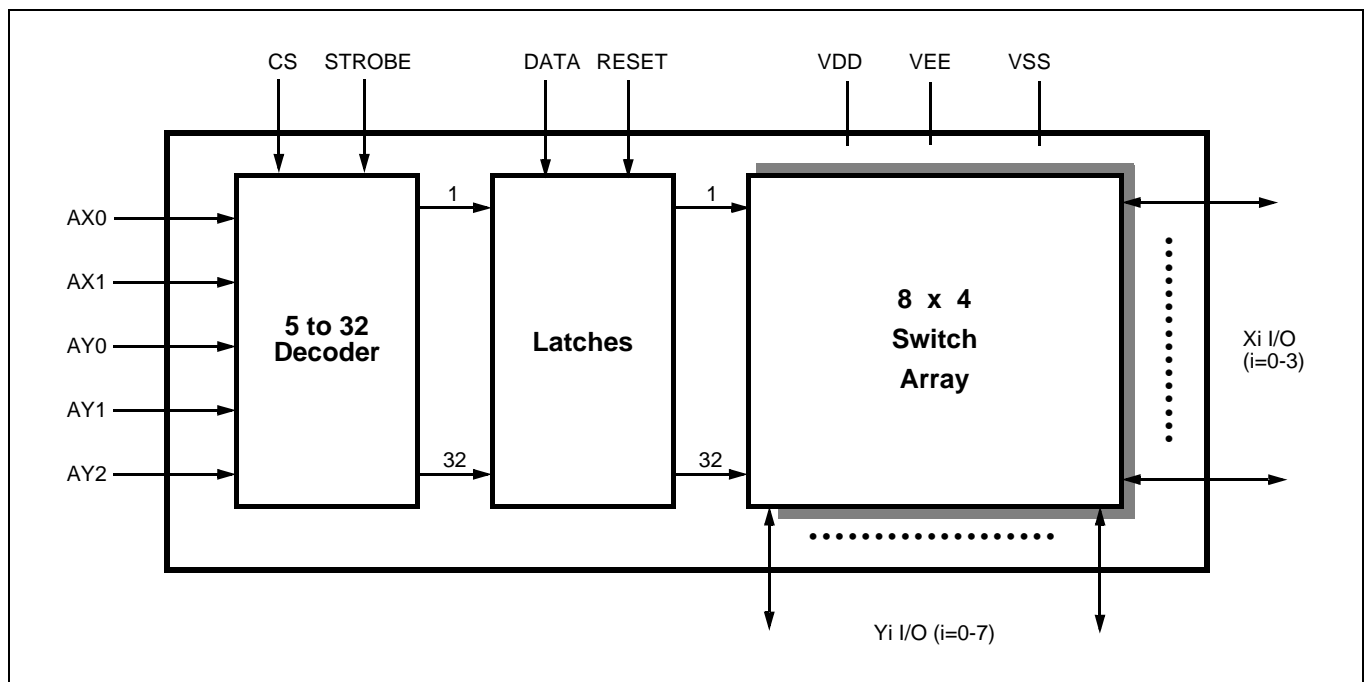 CS STROBE DATA RESET VDD VEE VSS
AX0
AX1
AY0
AY1
AY2
5 to 32
Decoder
1
32
Latches
1
32
8 x 4
Switch
Array
Xi I/O
(i=0-3)
Yi I/O (i=0-7)